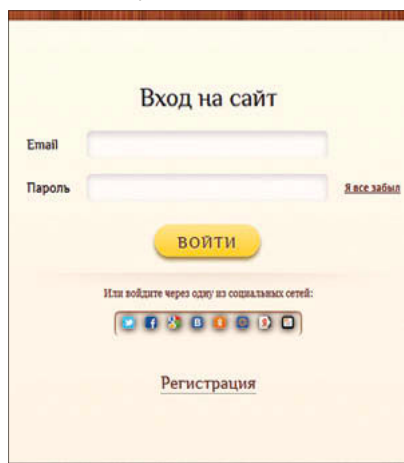 Вход на сайт
Email
Пароль
Я все забыл
ВОЙТИ
Или войдите через одну из социальных сетей:
Регистрация